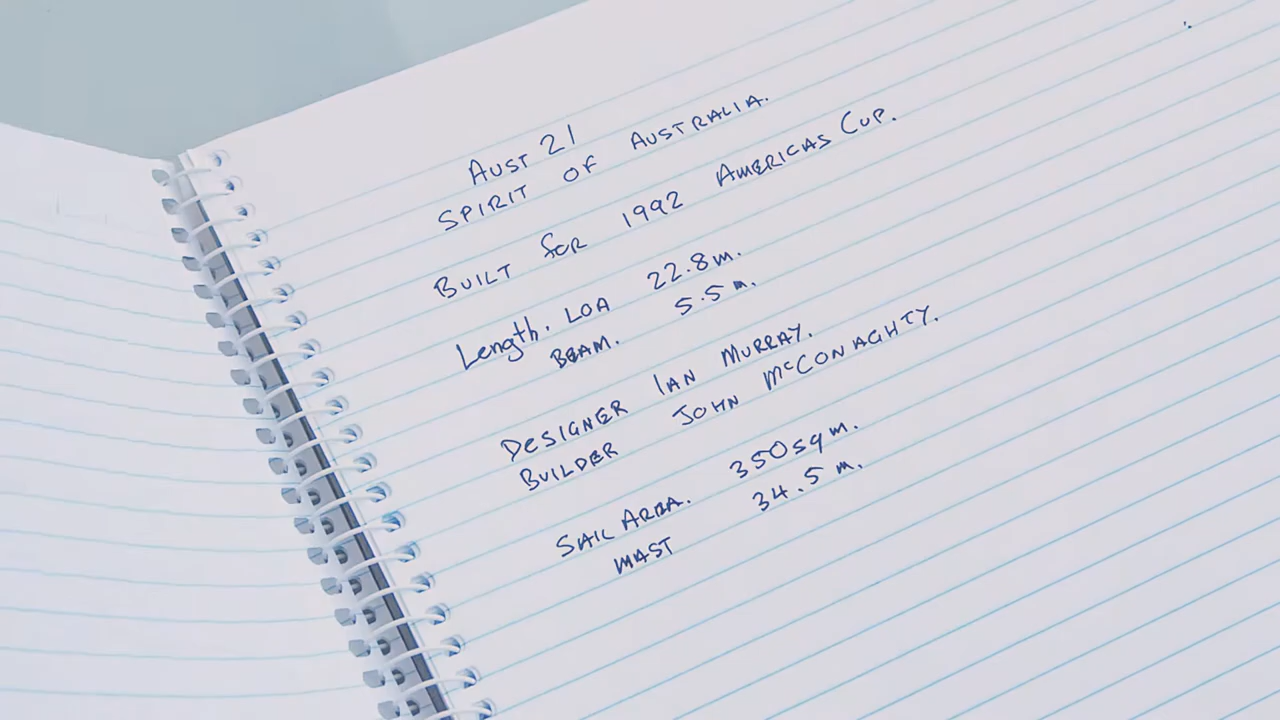 AUST 21
SPIRIT OF AUSTRALIA.
BUILT for 1992 AMERICAS CUP.
Length. LOA 22.8m.
BEAM. 5.5m.
DESIGNER IAN MURRAY.
BUILDER JOHN McCONAGHTY.
SAIL AREA. 350sqm.
MAST 34.5m.